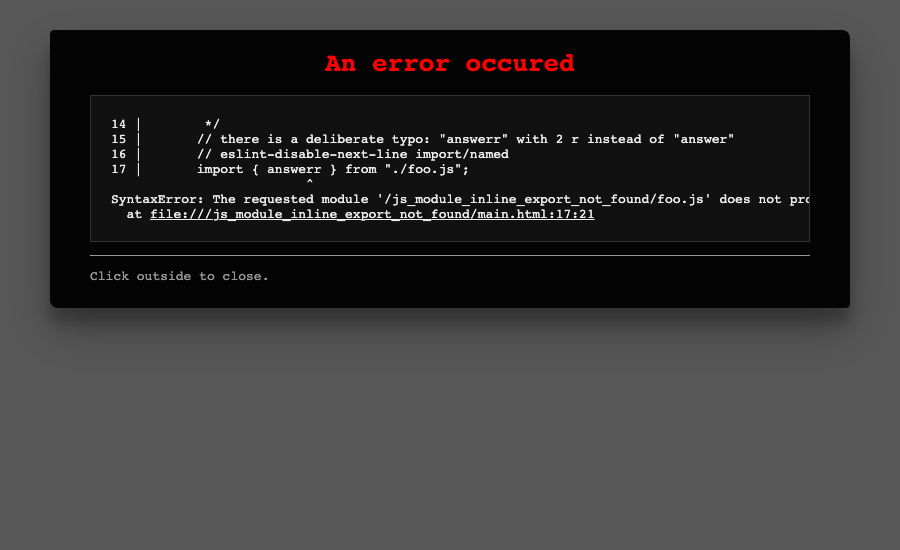 An error occured
14 |        */
15 |       // there is a deliberate typo: "answerr" with 2 r instead of "answer"
16 |       // eslint-disable-next-line import/named
17 |       import { answerr } from "./foo.js";
^
SyntaxError: The requested module '/js_module_inline_export_not_found/foo.js' does not pro
at file:///js_module_inline_export_not_found/main.html:17:21
Click outside to close.